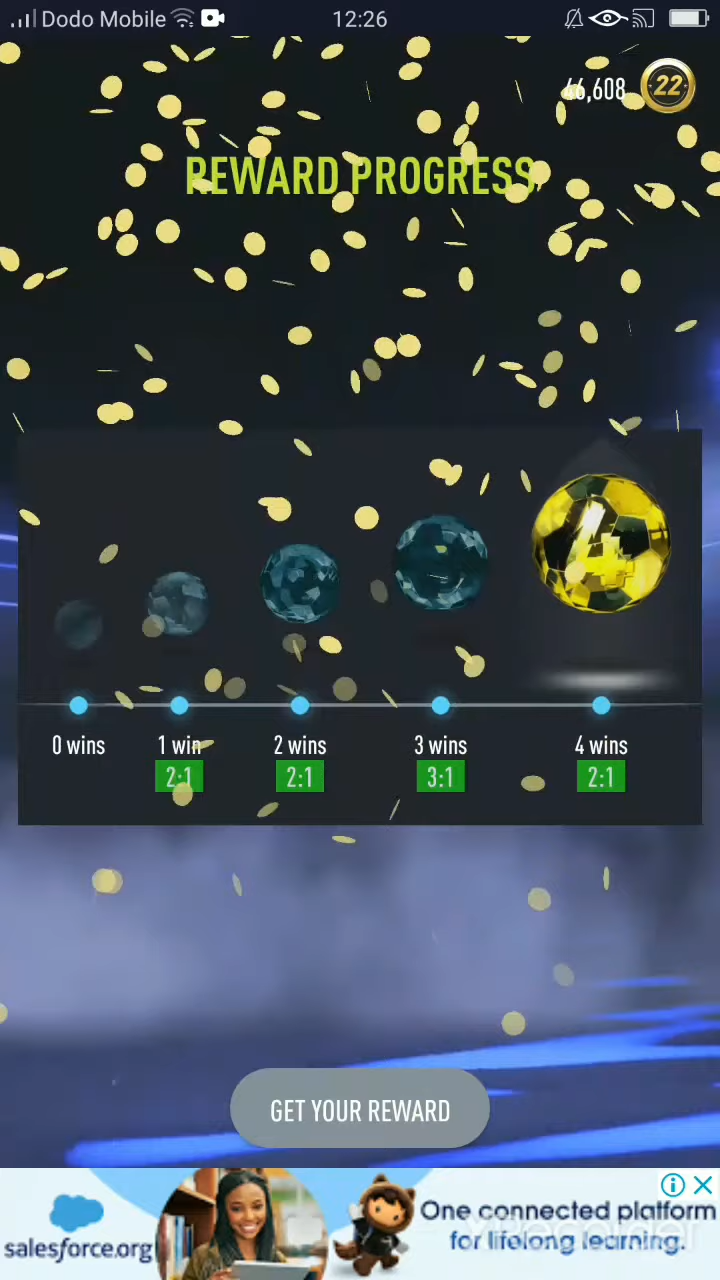 Dodo Mobile 12:26
46,608 22
REWARD PROGRESS
4
0 wins 1 win 2 wins 3 wins 4 wins
2:1 2:1 3:1 2:1
GET YOUR REWARD
salesforce.org
One connected platform
for lifelong learning.
XRecorder